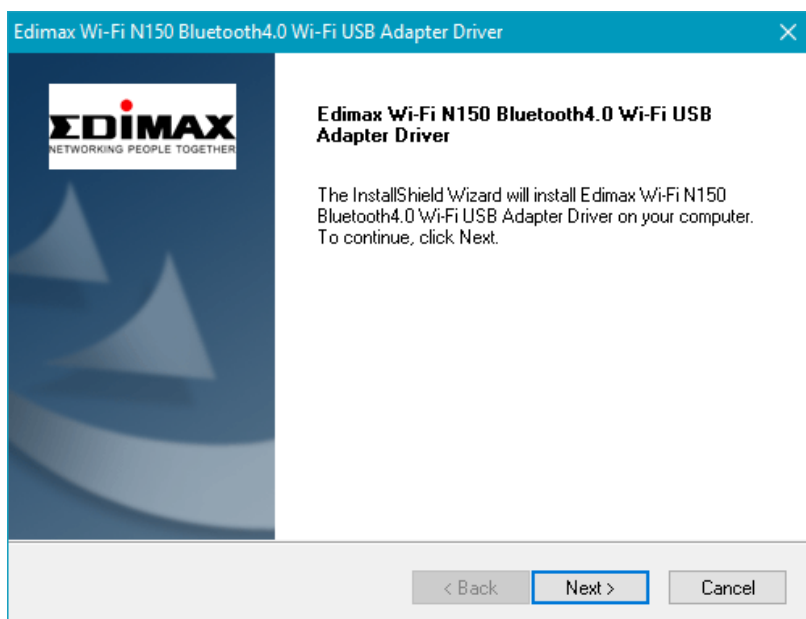 Edimax Wi-Fi N150 Bluetooth4.0 Wi-Fi USB Adapter Driver
EDIMAX
NETWORKING PEOPLE TOGETHER
Edimax Wi-Fi N150 Bluetooth4.0 Wi-Fi USB
Adapter Driver
The InstallShield Wizard will install Edimax Wi-Fi N150
Bluetooth4.0 Wi-Fi USB Adapter Driver on your computer.
To continue, click Next.
< Back
Next >
Cancel